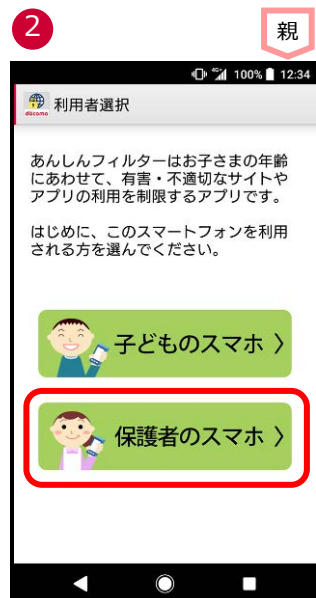 2
親
100% 12:34
docomo
利用者選択
あんしんフィルターはお子さまの年齢
にあわせて、有害・不適切なサイトや
アプリの利用を制限するアプリです。
はじめに、このスマートフォンを利用
される方を選んでください。
子どものスマホ 〉
保護者のスマホ 〉